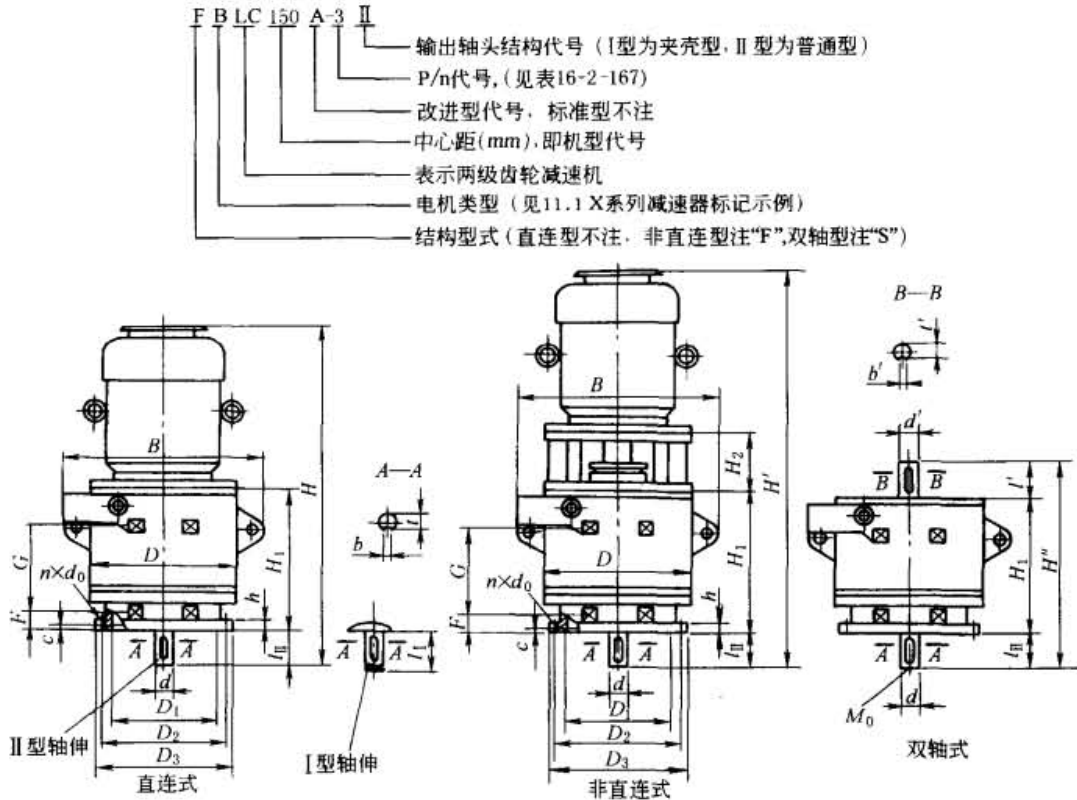 F B LC 150 A-3 Ⅱ
输出轴头结构代号（Ⅰ型为夹壳型，Ⅱ型为普通型）
P/n代号,(见表16-2-167)
改进型代号，标准型不注
中心距(mm),即机型代号
表示两级齿轮减速机
电机类型（见11.1 X系列减速器标记示例）
结构型式（直连型不注，非直连型注“F”,双轴型注“S”）
B
A—A
t
b
H
H₁
G
D
n×d₀
F
c
h
A A
lⅡ
d
D₁
D₂
D₃
Ⅱ型轴伸
直连式
A A
lⅠ
Ⅰ型轴伸
B
H₂
H′
H₁
G
D
n×d₀
F
c
h
A A
lⅡ
d
D
D₂
D₃
非直连式
B—B
t′
b′
d′
B B
l′
H₁
H″
A A
lⅡ
M₀
d
双轴式